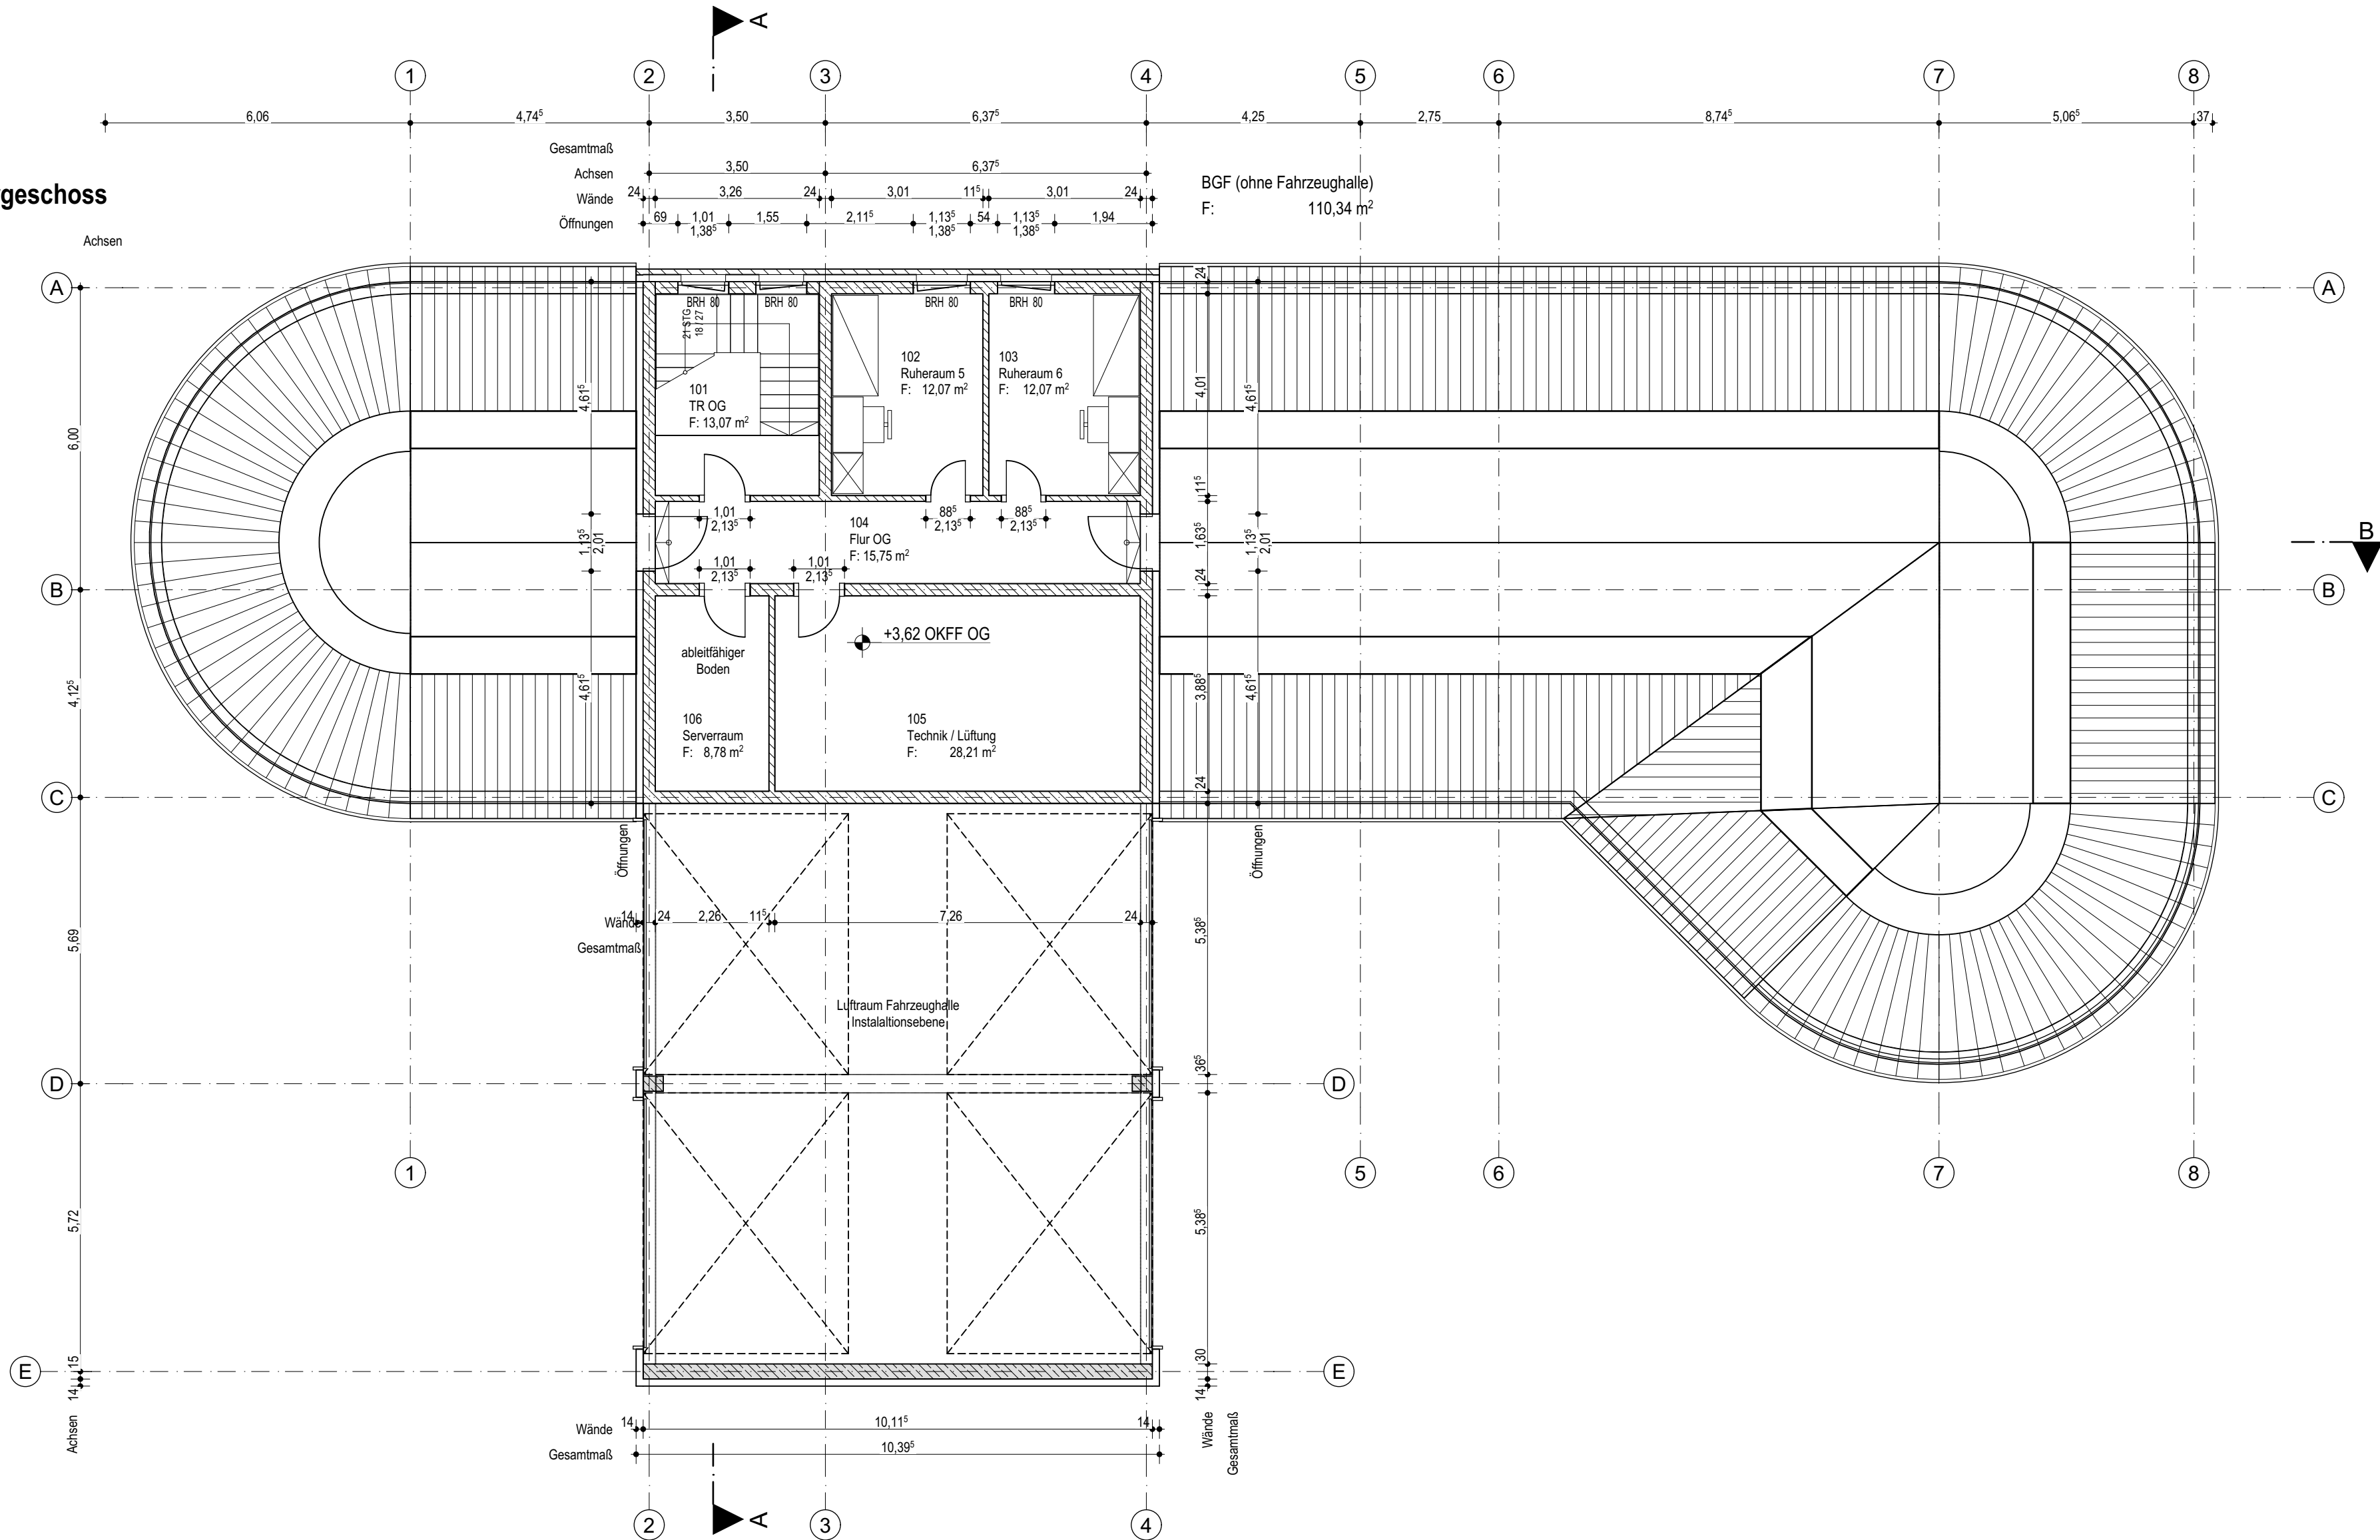 A
1
2
3
4
5
6
7
8
6,06
4,74⁵
3,50
6,37⁵
4,25
2,75
8,74⁵
5,06⁵
37
Gesamtmaß
Achsen
3,50
6,37⁵
Wände
24
3,26
24
3,01
11⁵
3,01
24
Öffnungen
69
1,01
1,38⁵
1,55
2,11⁵
1,13⁵
1,38⁵
54
1,13⁵
1,38⁵
1,94
BGF (ohne Fahrzeughalle)
F: 110,34 m²
geschoss
Achsen
A
A
BRH 80
BRH 80
BRH 80
BRH 80
21 STG
18 / 27
101
TR OG
F: 13,07 m²
102
Ruheraum 5
F: 12,07 m²
103
Ruheraum 6
F: 12,07 m²
24
4,01
4,61⁵
4,61⁵
6,00
11⁵
1,01
2,13⁵
88⁵
2,13⁵
88⁵
2,13⁵
104
Flur OG
F: 15,75 m²
1,13⁵
2,01
1,63⁵
1,13⁵
2,01
1,01
2,13⁵
1,01
2,13⁵
24
B
B
B
+3,62 OKFF OG
ableitfähiger
Boden
4,12⁵
4,61⁵
3,88⁵
4,61⁵
106
Serverraum
F: 8,78 m²
105
Technik / Lüftung
F: 28,21 m²
24
C
C
Öffnungen
Öffnungen
Wände
14
24
2,26
11⁵
7,26
24
Gesamtmaß
5,69
5,38⁵
Luftraum Fahrzeughalle
Instalaltionsebene
36⁵
D
D
1
5
6
7
8
5,72
5,38⁵
15
30
E
E
14
14
Achsen
Wände
Gesamtmaß
Wände
14
10,11⁵
14
Gesamtmaß
10,39⁵
2
A
3
4